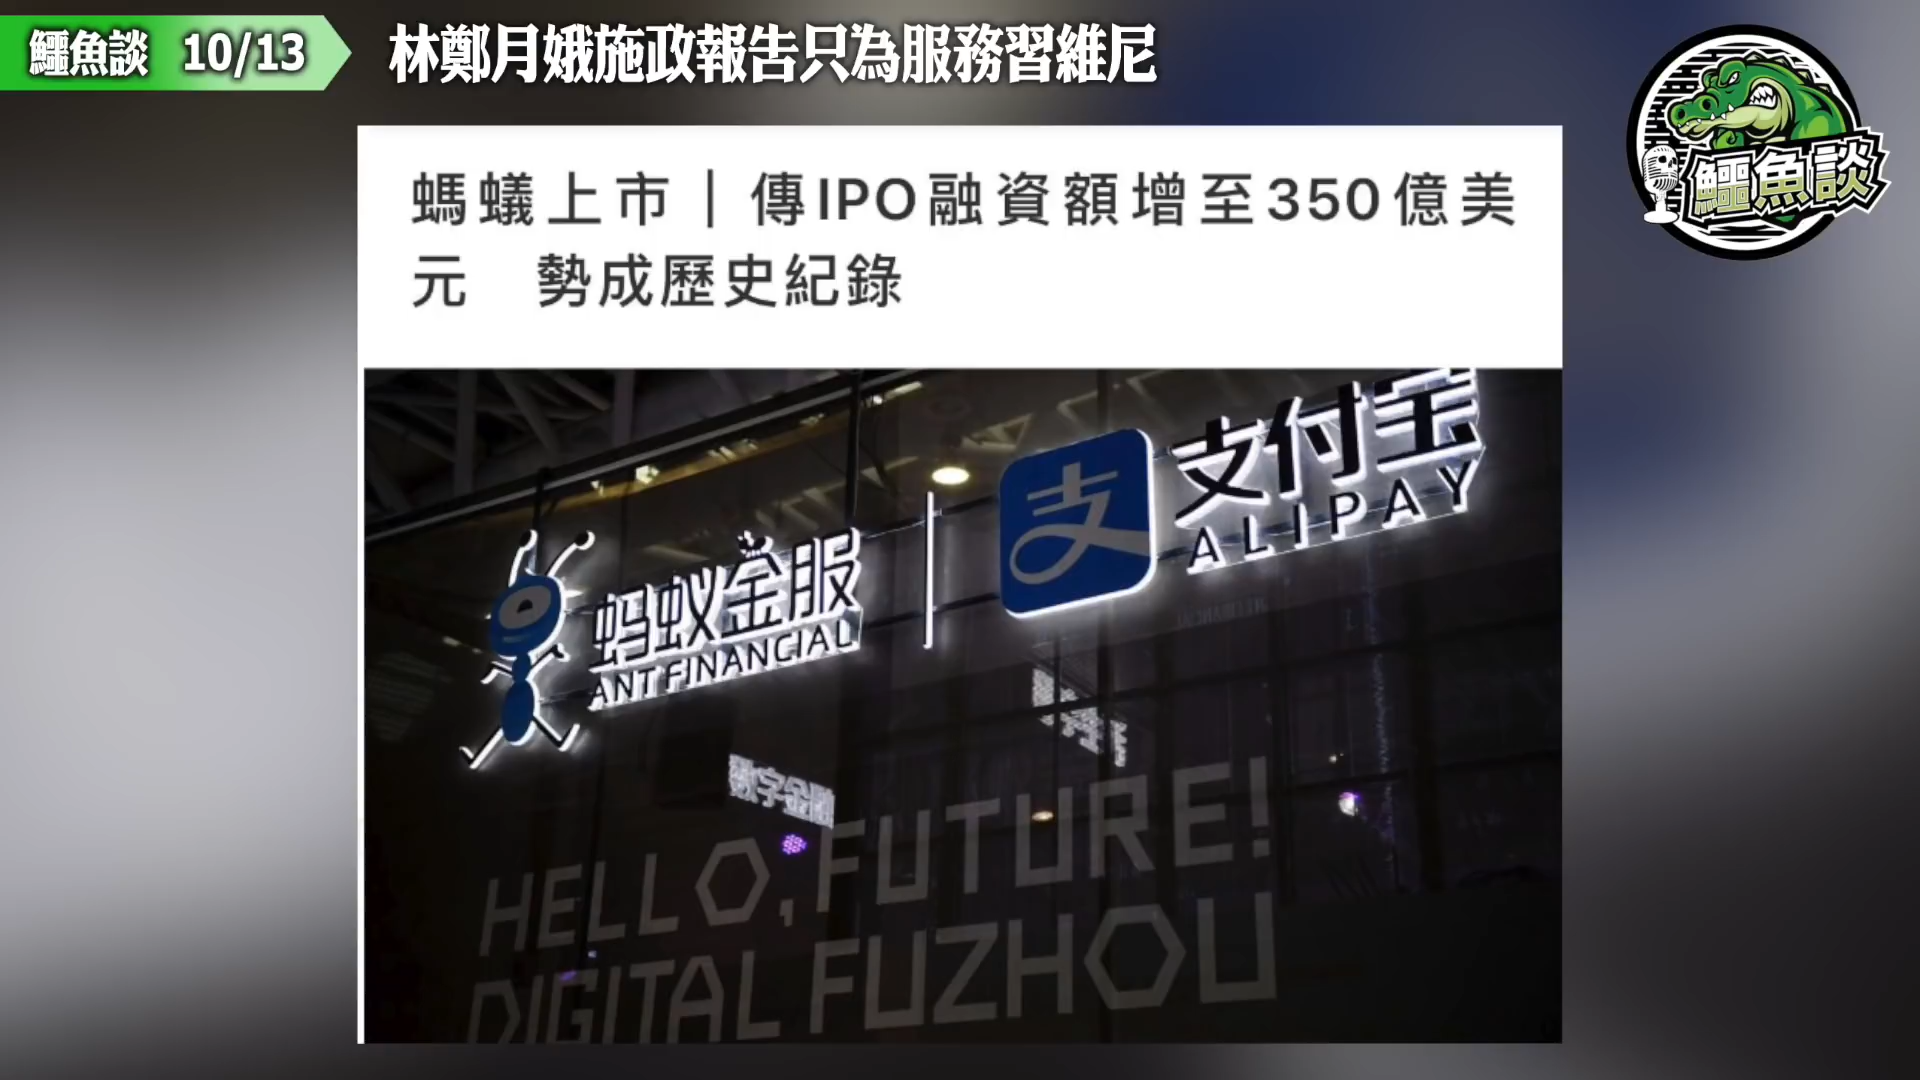 鱷魚談 10/13
林鄭月娥施政報告只為服務習維尼
鱷魚談
螞蟻上市｜傳IPO融資額增至350億美
元 勢成歷史紀錄
支付宝
ALIPAY
支
蚂蚁金服
ANT FINANCIAL
数字金融
HELLO, FUTURE!
DIGITAL FUZHOU